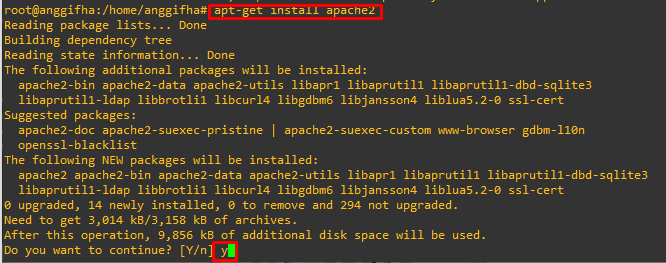 root@anggifha:/home/anggifha# apt-get install apache2
Reading package lists... Done
Building dependency tree
Reading state information... Done
The following additional packages will be installed:
  apache2-bin apache2-data apache2-utils libapr1 libaprutil1 libaprutil1-dbd-sqlite3
  libaprutil1-ldap libbrotli1 libcurl4 libgdbm6 libjansson4 liblua5.2-0 ssl-cert
Suggested packages:
  apache2-doc apache2-suexec-pristine | apache2-suexec-custom www-browser gdbm-l10n
  openssl-blacklist
The following NEW packages will be installed:
  apache2 apache2-bin apache2-data apache2-utils libapr1 libaprutil1 libaprutil1-dbd-sqlite3
  libaprutil1-ldap libbrotli1 libcurl4 libgdbm6 libjansson4 liblua5.2-0 ssl-cert
0 upgraded, 14 newly installed, 0 to remove and 294 not upgraded.
Need to get 3,014 kB/3,158 kB of archives.
After this operation, 9,856 kB of additional disk space will be used.
Do you want to continue? [Y/n] y